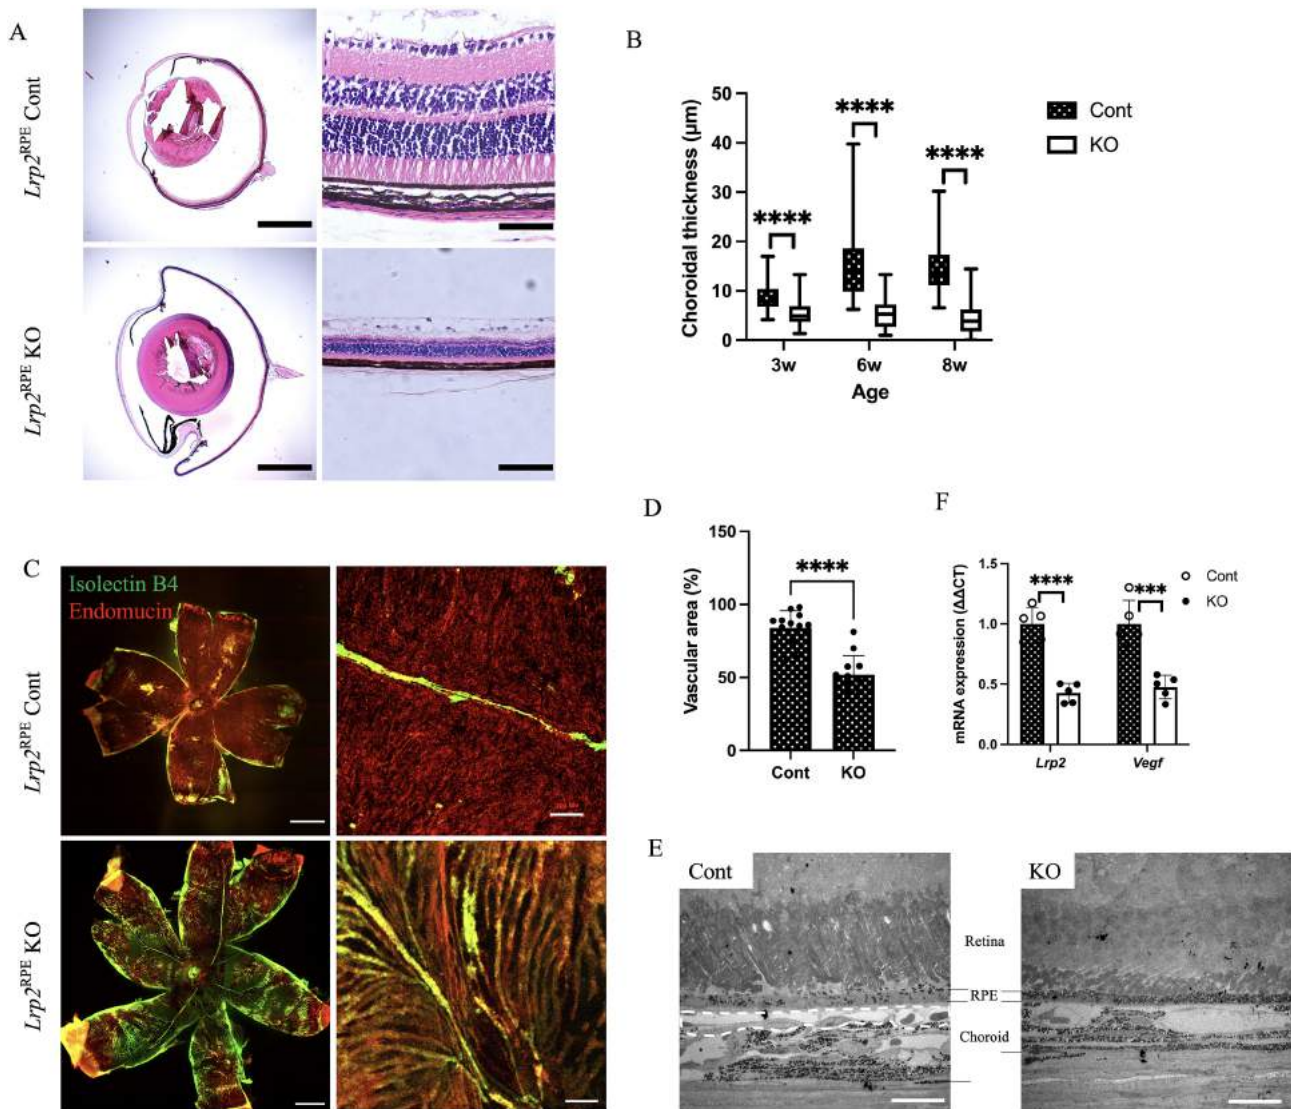 A
Lrp2RPE Cont
Lrp2RPE KO
B
Choroidal thickness (μm)
50
40
30
20
10
0
****
****
****
3w
6w
8w
Age
Cont
KO
C
Isolectin B4
Endomucin
Lrp2RPE Cont
Lrp2RPE KO
D
Vascular area (%)
150
100
50
0
****
Cont
KO
F
mRNA expression (ΔΔCT)
1.5
1.0
0.5
0.0
****
***
Lrp2
Vegf
Cont
KO
E
Cont
KO
Retina
RPE
Choroid